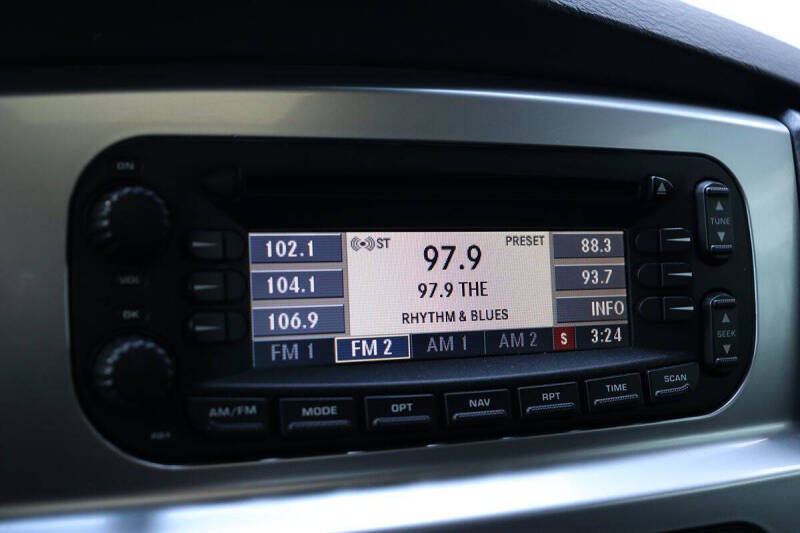 ON
VOL
OK
102.1
104.1
106.9
ST
PRESET
97.9
97.9 THE
RHYTHM & BLUES
88.3
93.7
INFO
FM 1 FM 2 AM 1 AM 2 S 3:24
TUNE
SEEK
AM/FM MODE OPT NAV RPT TIME SCAN